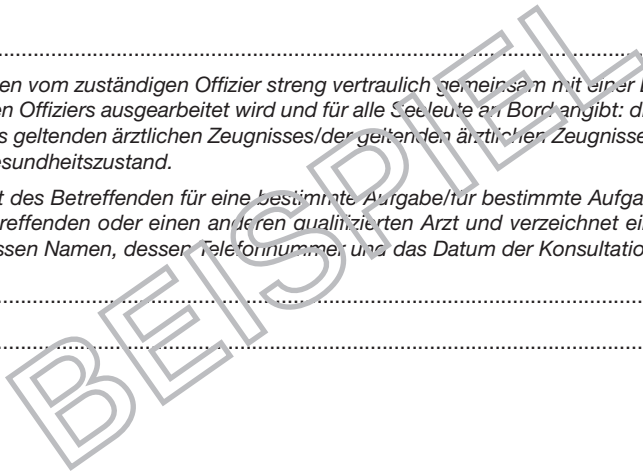 ........................................................................
en vom zuständigen Offizier streng vertraulich gemeinsam mit einer
en Offiziers ausgearbeitet wird und für alle Seeleute an Bord angibt: d
s geltenden ärztlichen Zeugnisses/der geltenden ärztlichen Zeugnisse
esundheitszustand.
t des Betreffenden für eine bestimmte Aufgabe/für bestimmte Aufga
treffenden oder einen anderen qualifizierten Arzt und verzeichnet ei
ssen Namen, dessen Telefonnummer und das Datum der Konsultatio
........................................................................
........................................................................
BEISPIEL